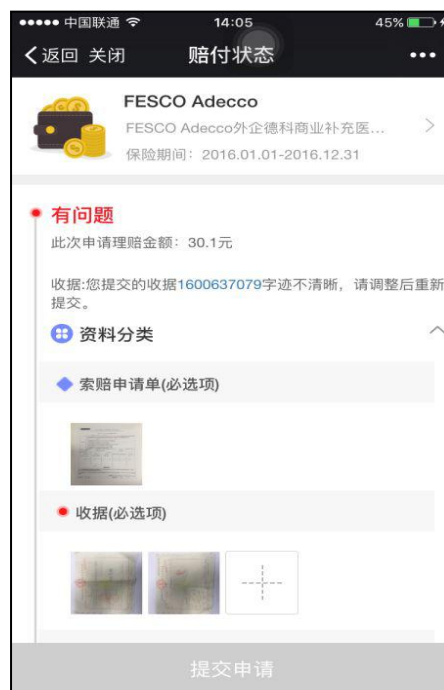 中国联通 14:05 45%
返回 关闭 赔付状态
FESCO Adecco
FESCO Adecco外企德科商业补充医...
保险期间：2016.01.01-2016.12.31
有问题
此次申请理赔金额：30.1元
收据:您提交的收据1600637079字迹不清晰，请调整后重新
提交。
资料分类
索赔申请单(必选项)
收据(必选项)
提交申请